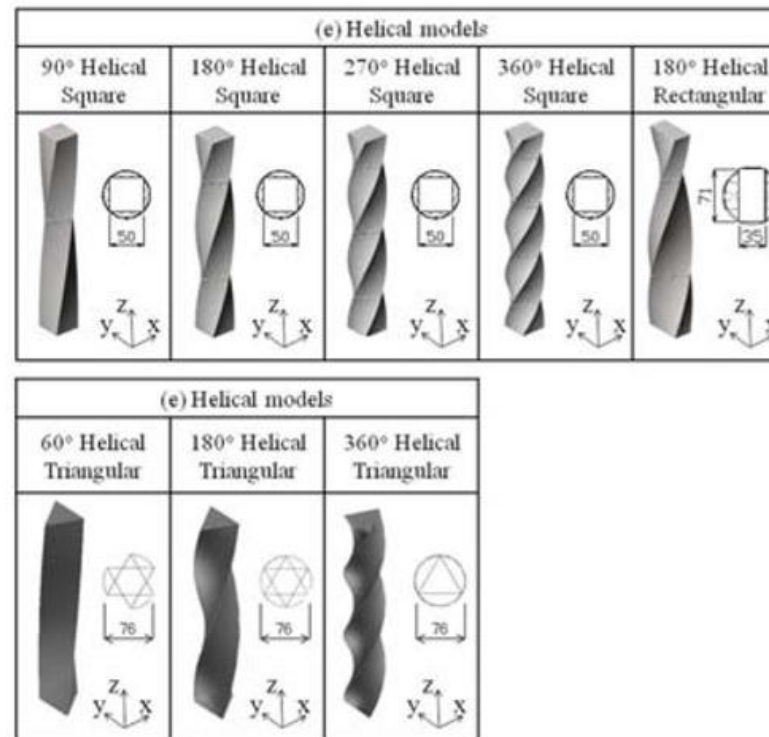 (e) Helical models
90° Helical Square
180° Helical Square
270° Helical Square
360° Helical Square
180° Helical Rectangular
50
50
50
50
71
35
z y x
z y x
z y x
z y x
z y x
(e) Helical models
60° Helical Triangular
180° Helical Triangular
360° Helical Triangular
76
76
76
z y x
z y x
z y x